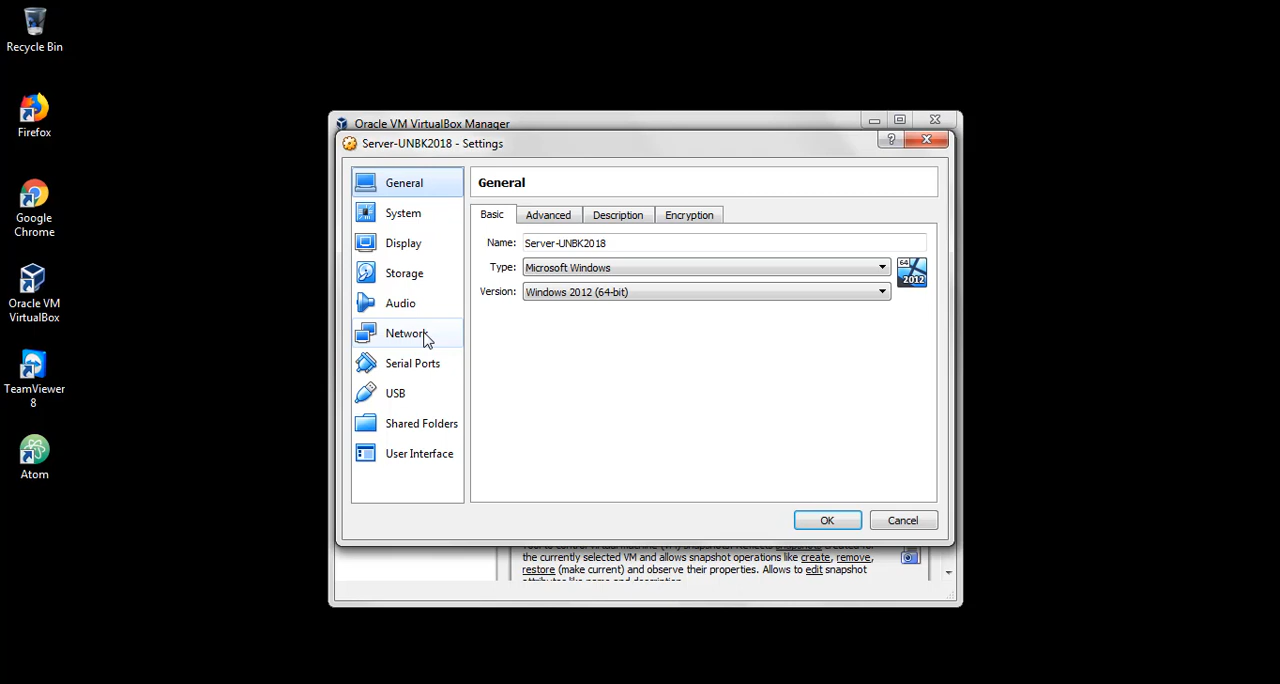 Recycle Bin
Firefox
Google
Chrome
Oracle VM
VirtualBox
TeamViewer
8
Atom
Oracle VM VirtualBox Manager
Server-UNBK2018 - Settings
?
General
System
Display
Storage
Audio
Network
Serial Ports
USB
Shared Folders
User Interface
General
Basic Advanced Description Encryption
Name: Server-UNBK2018
Type: Microsoft Windows
64
2012
Version: Windows 2012 (64-bit)
OK Cancel
the currently selected VM and allows snapshot operations like create, remove,
restore (make current) and observe their properties. Allows to edit snapshot